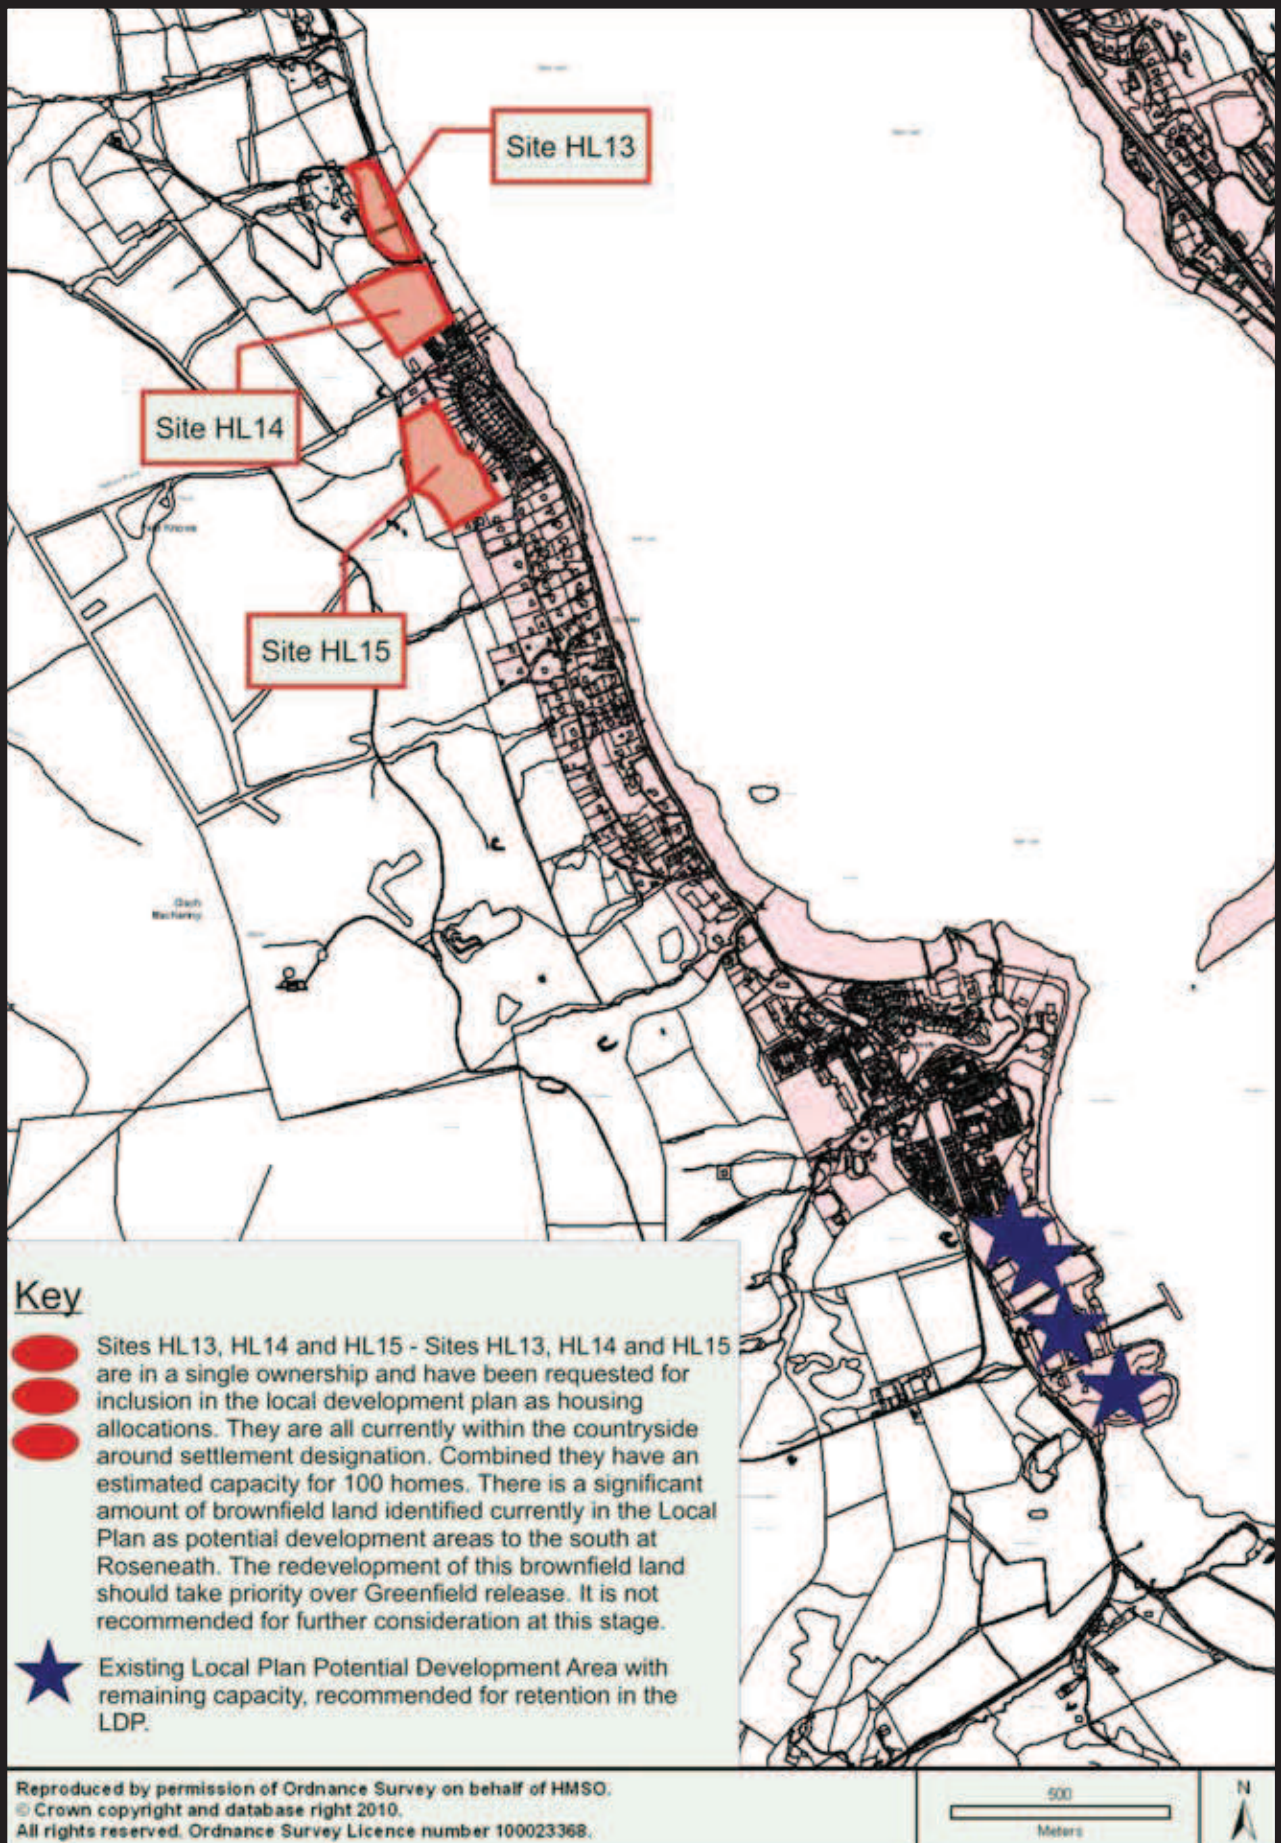 Site HL13
Site HL14
Site HL15
Key
Sites HL13, HL14 and HL15 - Sites HL13, HL14 and HL15
are in a single ownership and have been requested for
inclusion in the local development plan as housing
allocations. They are all currently within the countryside
around settlement designation. Combined they have an
estimated capacity for 100 homes. There is a significant
amount of brownfield land identified currently in the Local
Plan as potential development areas to the south at
Roseneath. The redevelopment of this brownfield land
should take priority over Greenfield release. It is not
recommended for further consideration at this stage.
Existing Local Plan Potential Development Area with
remaining capacity, recommended for retention in the
LDP.
Reproduced by permission of Ordnance Survey on behalf of HMSO.
© Crown copyright and database right 2010.
All rights reserved. Ordnance Survey Licence number 100023368.
500
Meters
N